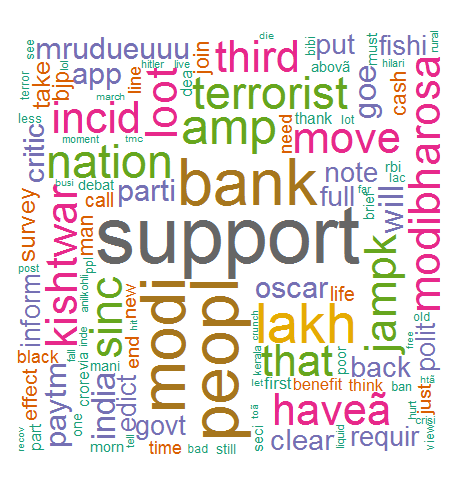 die
mrudueuuu
third
put
fishi
see
lol
join
must
bibi
rural
hilari
terror
take
bjp
app
line
dea
abovã
cash
hitler
live
march
less
incid
loot
terrorist
thank
lot
moment
tmc
critic
nation
amp
need
move
goe
rbi
lac
modibharosa
busi
debat
call
parti
bank
note
full
will
far
brief
survey
man
ppl
support
kishtwar
sinc
modi
peopl
oscar
life
jampk
old
post
inform
anilkohli
inde
new
hit
lakh
crunch
kerala
free
polit
black
fall
crorevia
mani
end
that
poor
back
htã
effect
paytm
india
edict
let
first
benefit
think
ban
just
hurt
crisi
view
part
one
govt
haveã
recov
morn
tell
time
bad
still
seci
toã
clear
liquid
requir